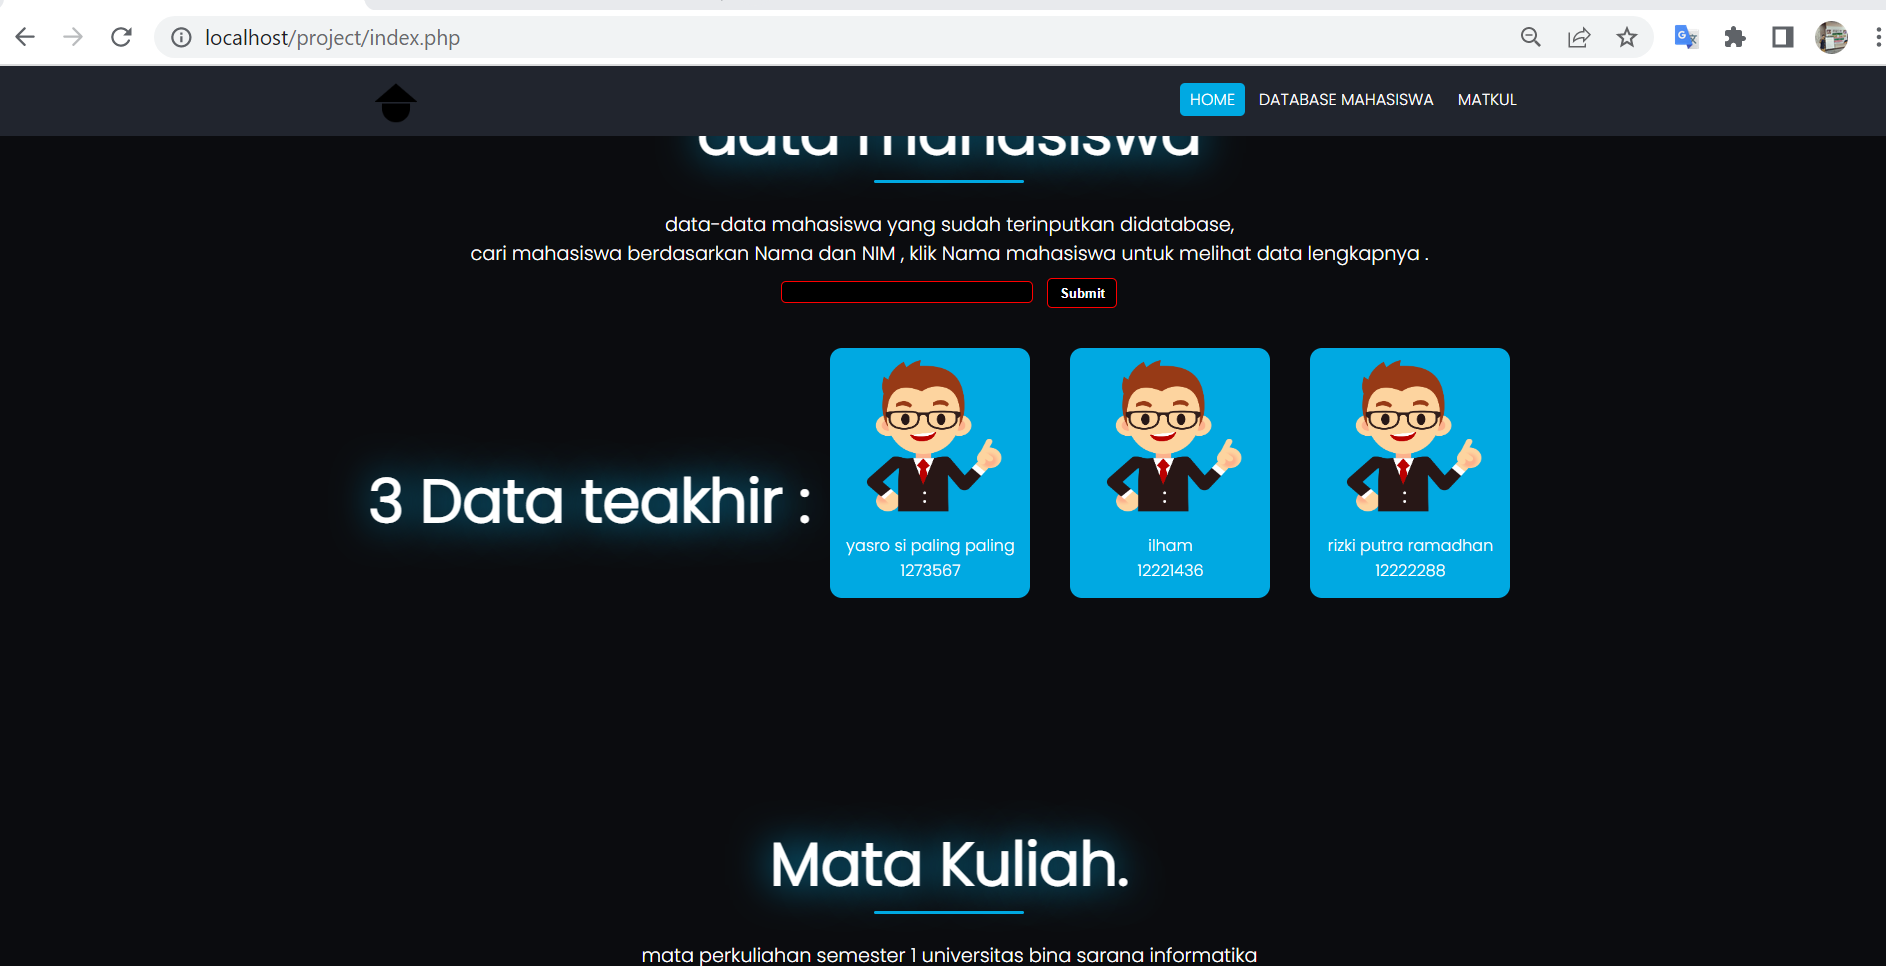 localhost/project/index.php
HOME DATABASE MAHASISWA MATKUL
data mahasiswa
data-data mahasiswa yang sudah terinputkan didatabase,
cari mahasiswa berdasarkan Nama dan NIM , klik Nama mahasiswa untuk melihat data lengkapnya .
Submit
3 Data teakhir :
yasro si paling paling
1273567
ilham
12221436
rizki putra ramadhan
12222288
Mata Kuliah.
mata perkuliahan semester 1 universitas bina sarana informatika